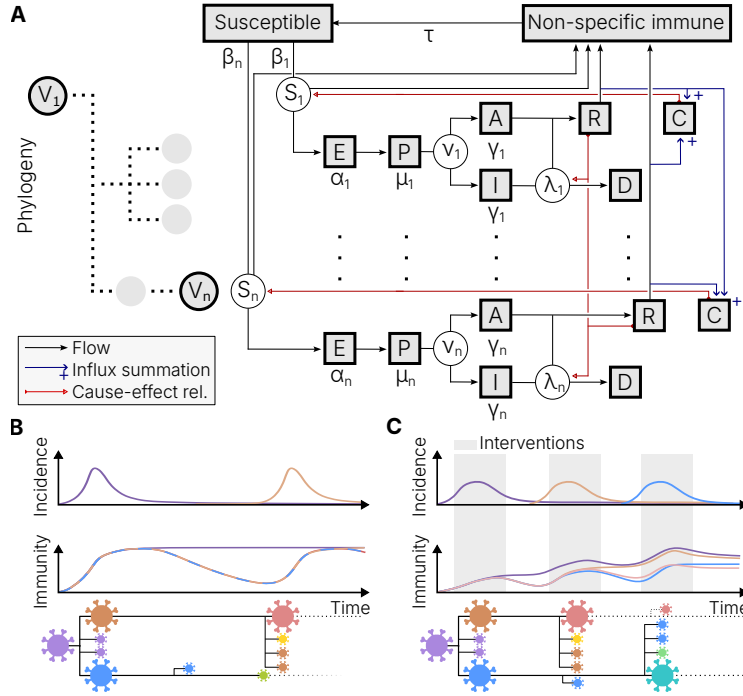 A
Susceptible
Non-specific immune
τ
βn
β1
V1
S1
C
+
A
R
E
P
ν1
γ1
+
α1
μ1
I
λ1
D
γ1
Phylogeny
Vn
Sn
C
+
A
R
E
P
νn
γn
αn
μn
I
λn
D
γn
Flow
Influx summation
+
Cause-effect rel.
B
Incidence
Immunity
Time
C
Interventions
Incidence
Immunity
Time